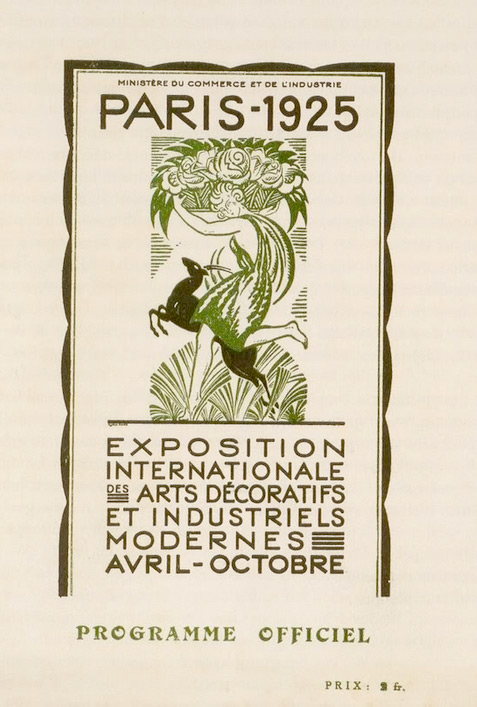 MINISTÈRE DU COMMERCE ET DE L'INDUSTRIE
PARIS-1925
EXPOSITION
INTERNATIONALE
DES ARTS DÉCORATIFS
ET INDUSTRIELS
MODERNES
AVRIL-OCTOBRE
PROGRAMME OFFICIEL
PRIX: fr.